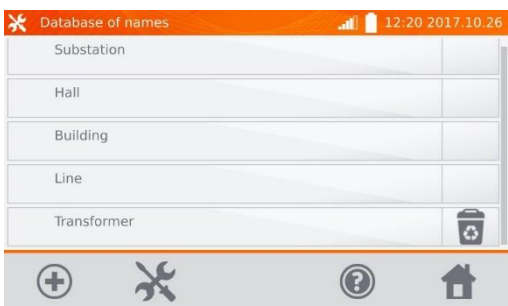 Database of names 12:20 2017.10.26
Substation
Hall
Building
Line
Transformer